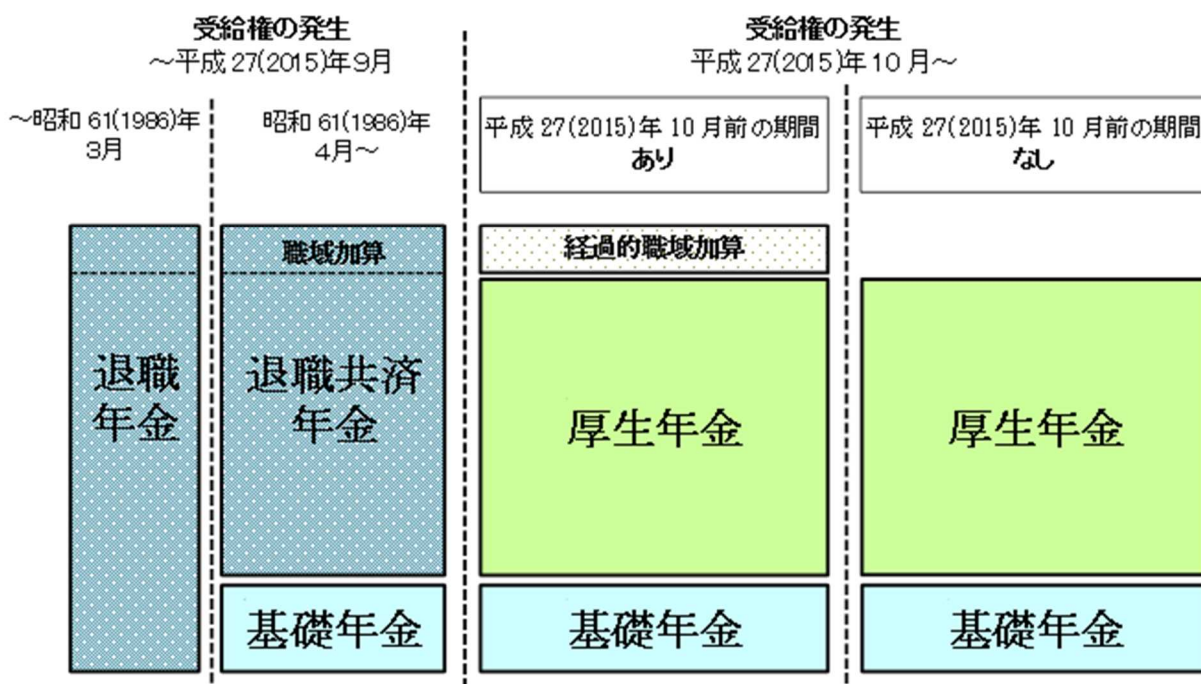 受給権の発生
～平成27(2015)年9月
受給権の発生
平成27(2015)年10月～
～昭和61(1986)年
3月
昭和61(1986)年
4月～
平成27(2015)年10月前の期間
あり
平成27(2015)年10月前の期間
なし
退職
年金
職域加算
退職共済
年金
基礎年金
経過的職域加算
厚生年金
基礎年金
厚生年金
基礎年金